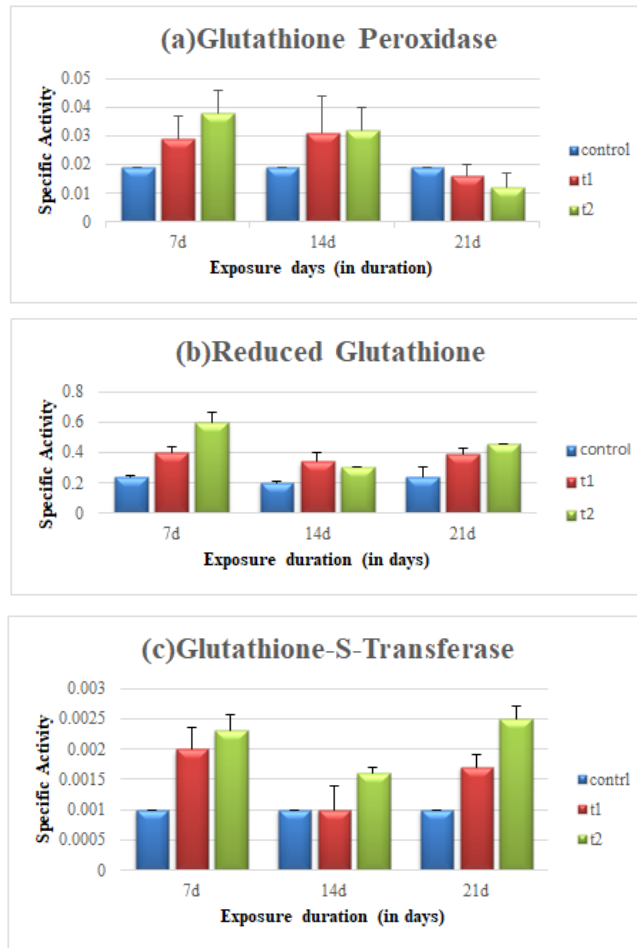 (a)Glutathione Peroxidase
Specific Activity
0.05
0.04
0.03
0.02
0.01
0
7d
14d
21d
Exposure days (in duration)
control
t1
t2
(b)Reduced Glutathione
Specific Activity
0.8
0.6
0.4
0.2
0
7d
14d
21d
Exposure duration (in days)
control
t1
t2
(c)Glutathione-S-Transferase
Specific Activity
0.003
0.0025
0.002
0.0015
0.001
0.0005
0
7d
14d
21d
Exposure duration (in days)
contrl
t1
t2